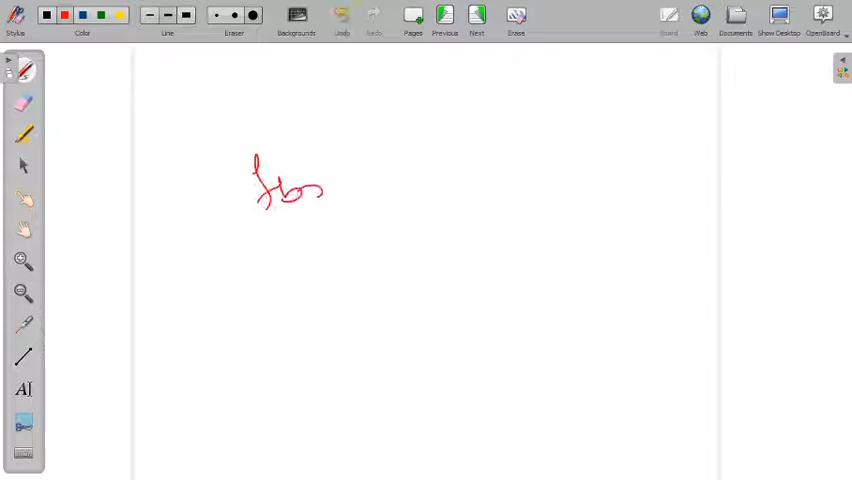 Stylus
Color
Line
Eraser
Backgrounds
Undo
Redo
Pages
Previous
Next
Erase
Board
Web
Documents
Show Desktop
OpenBoard